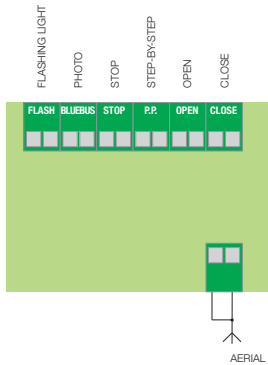 FLASHING LIGHT
PHOTO
STOP
STEP-BY-STEP
OPEN
CLOSE
FLASH
BLUEBUS
STOP
P.P.
OPEN
CLOSE
AERIAL